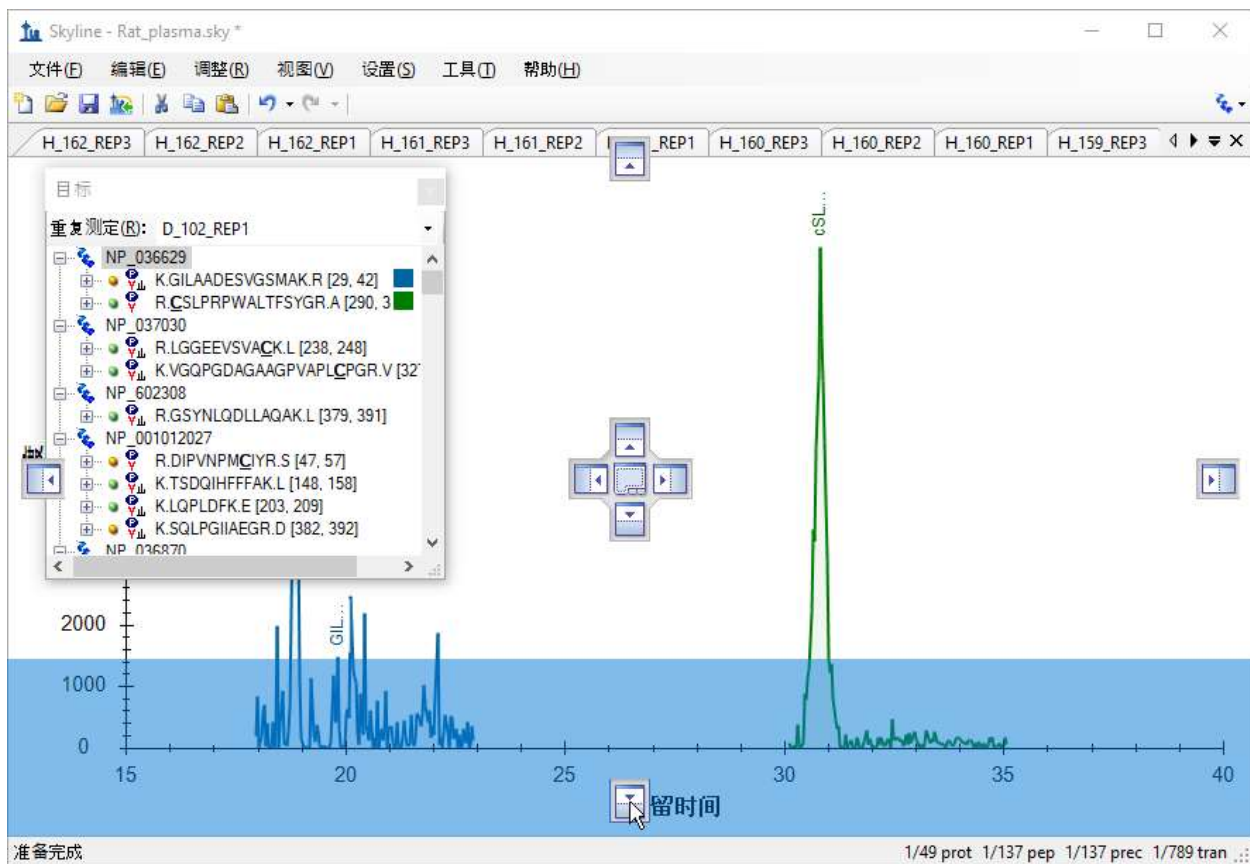 Skyline - Rat_plasma.sky *
文件(F) 编辑(E) 调整(R) 视图(V) 设置(S) 工具(T) 帮助(H)
H_162_REP3 H_162_REP2 H_162_REP1 H_161_REP3 H_161_REP2 _REP1 H_160_REP3 H_160_REP2 H_160_REP1 H_159_REP3
目标
重复测定(R): D_102_REP1
NP_036629
K.GILAADESVGSMAK.R [29, 42]
R.CSLPRPWALTFSYGR.A [290, 3
NP_037030
R.LGGEEVSVACK.L [238, 248]
K.VGQPGDAGAAGPVAPLCPGR.V [327
NP_602308
R.GSYNLQDLLAQAK.L [379, 391]
NP_001012027
R.DIPVNPMCIYR.S [47, 57]
K.TSDQIHFFFAK.L [148, 158]
K.LQPLDFK.E [203, 209]
K.SQLPGIIAEGR.D [382, 392]
NP_036870
cSL...
GIL...
2000
1000
0
15 20 25 30 35 40
留时间
准备完成 1/49 prot 1/137 pep 1/137 prec 1/789 tran